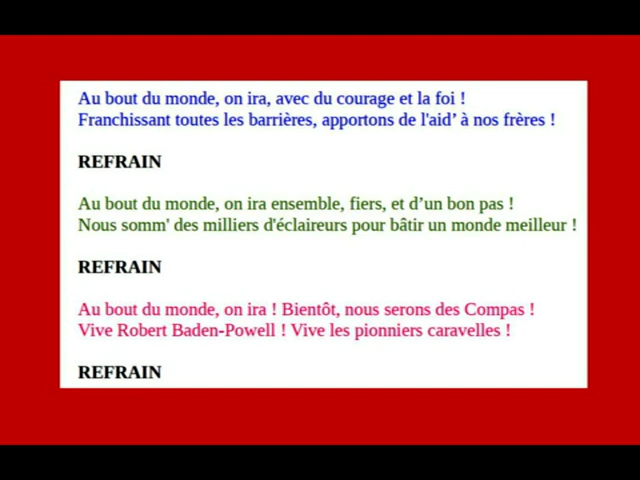 Au bout du monde, on ira, avec du courage et la foi !
Franchissant toutes les barrières, apportons de l'aid’ à nos frères !
REFRAIN
Au bout du monde, on ira ensemble, fiers, et d’un bon pas !
Nous somm' des milliers d'éclaireurs pour bâtir un monde meilleur !
REFRAIN
Au bout du monde, on ira ! Bientôt, nous serons des Compas !
Vive Robert Baden-Powell ! Vive les pionniers caravelles !
REFRAIN